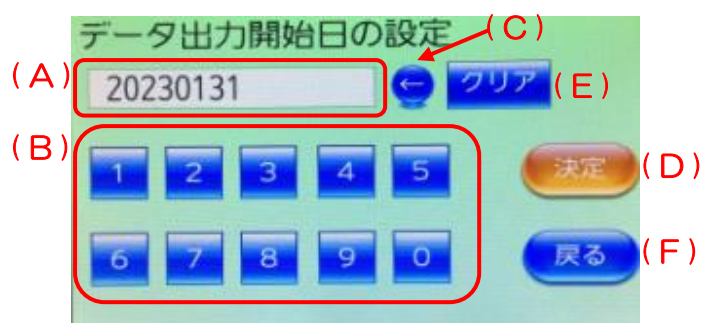 データ出力開始日の設定
(C)
(A)
20230131
←
クリア
(E)
(B)
1 2 3 4 5
決定
(D)
6 7 8 9 0
戻る
(F)